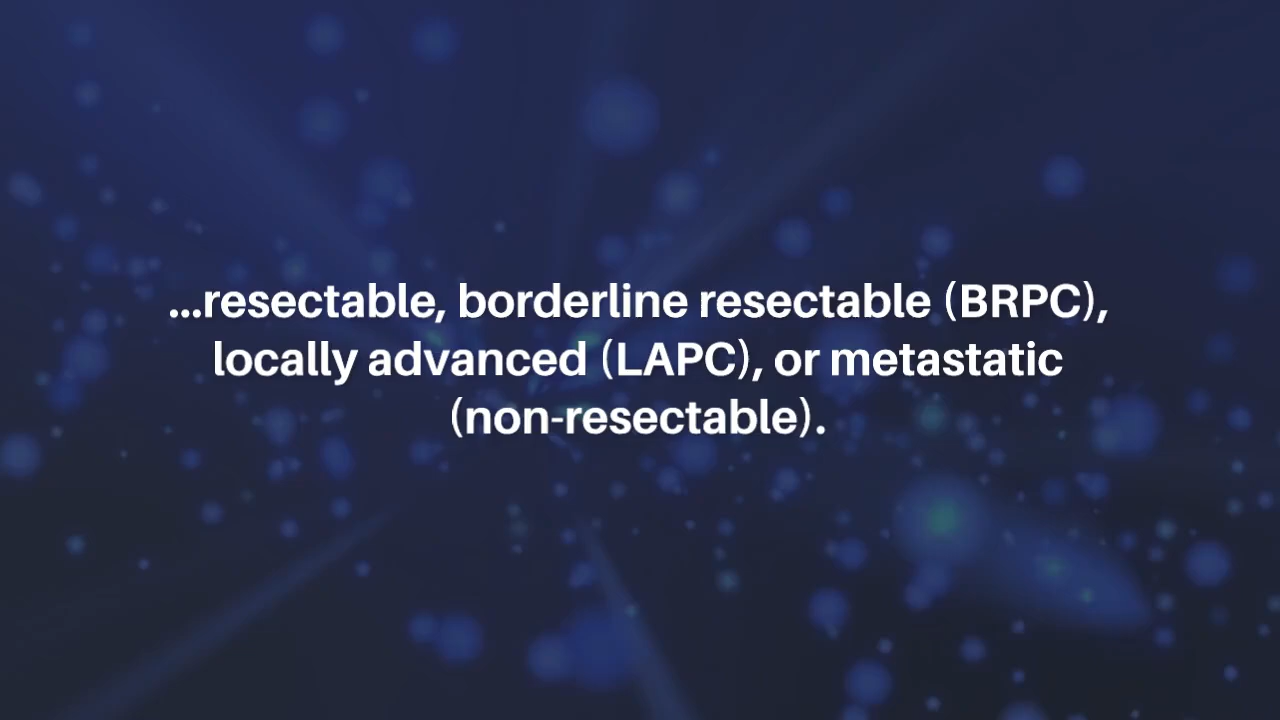 ...resectable, borderline resectable (BRPC),
locally advanced (LAPC), or metastatic
(non-resectable).